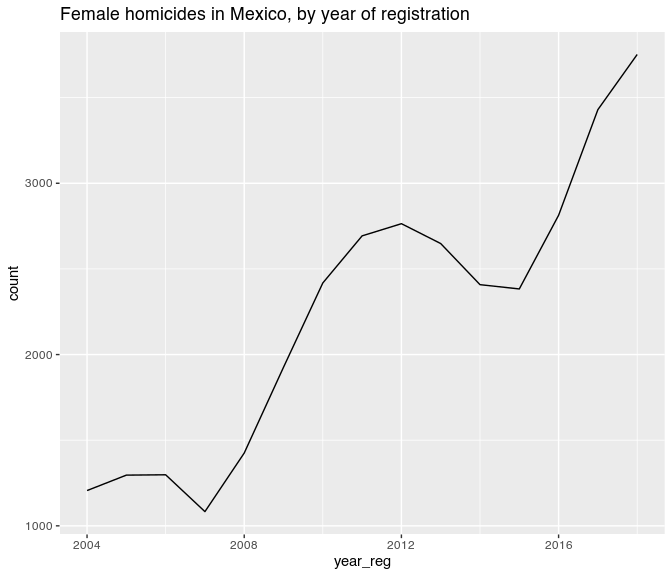 Female homicides in Mexico, by year of registration
3000
2000
1000
count
2004 2008 2012 2016
year_reg